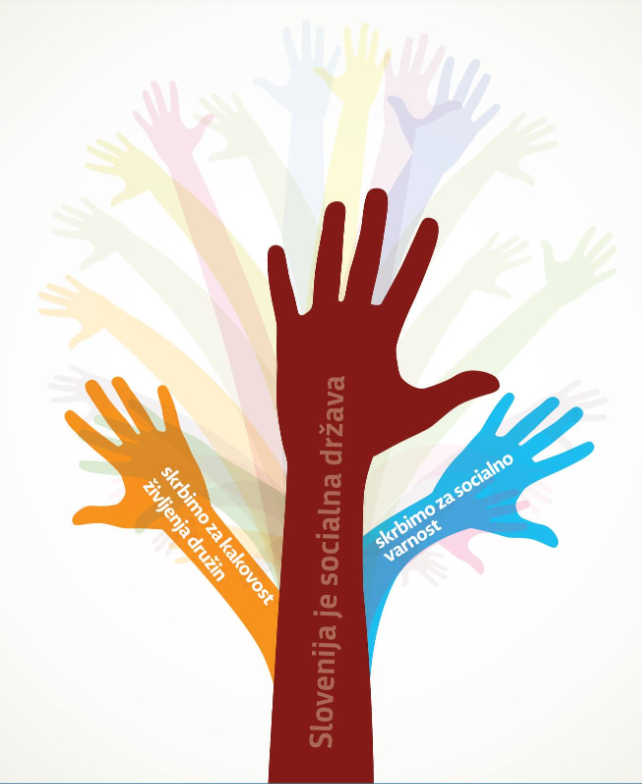 skrbimo za kakovost
življenja družin
Slovenija je socialna država
skrbimo za socialno
varnost